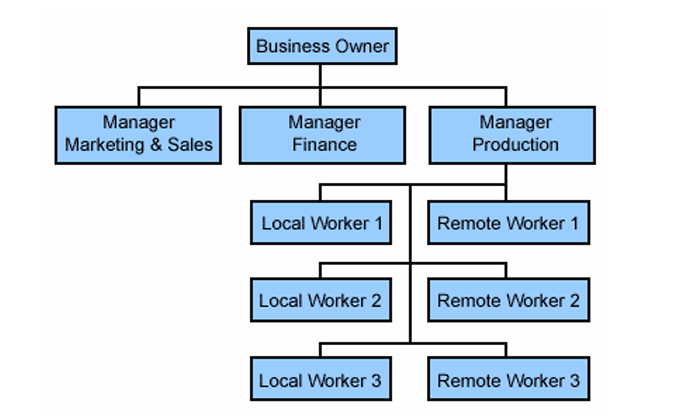 Business Owner
Manager
Marketing & Sales
Manager
Finance
Manager
Production
Local Worker 1
Remote Worker 1
Local Worker 2
Remote Worker 2
Local Worker 3
Remote Worker 3